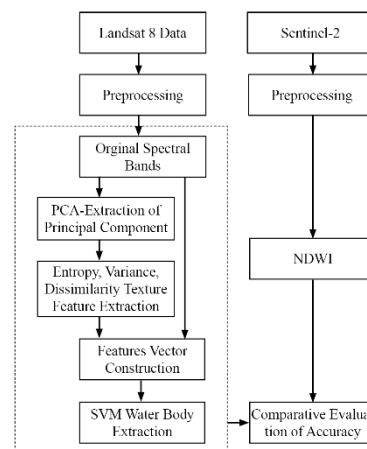 Landsat 8 Data
Sentinel-2
Preprocessing
Preprocessing
Orginal Spectral
Bands
PCA-Extraction of
Principal Component
Entropy, Variance,
Dissimilarity Texture
Feature Extraction
NDWI
Features Vector
Construction
SVM Water Body
Extraction
Comparative Evalua
tion of Accuracy